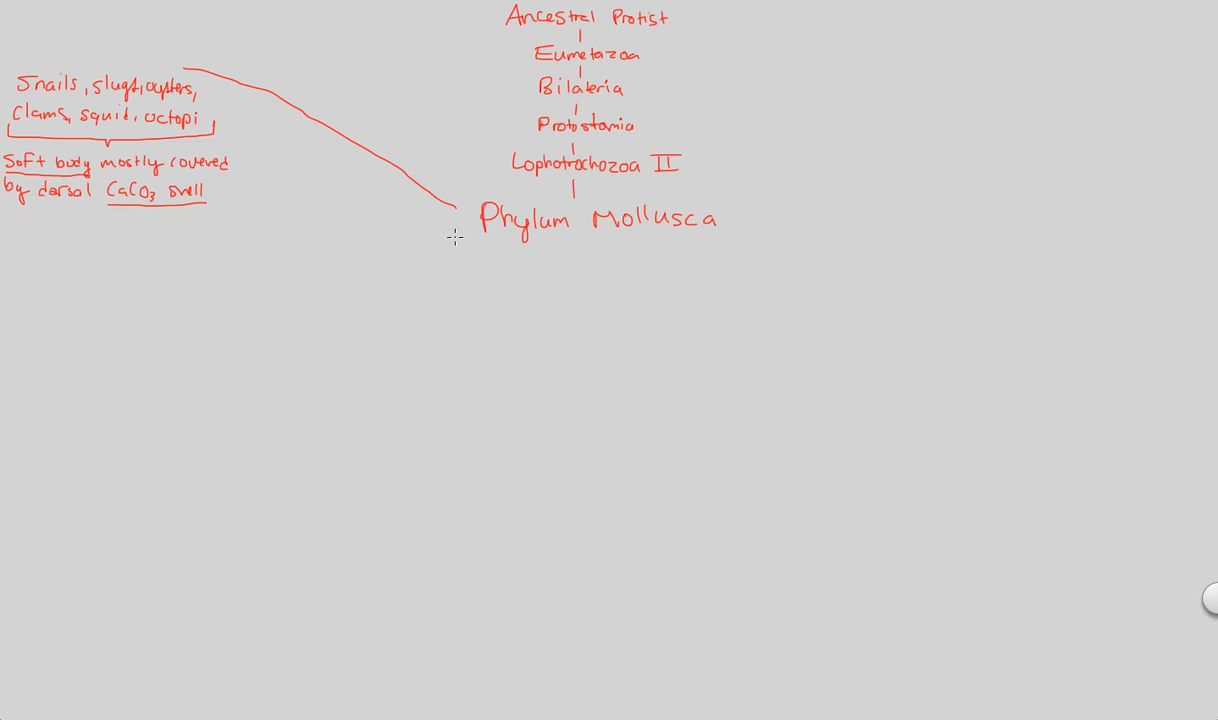 Ancestral Protist
Eumetazoa
Bilateria
Protostomia
Lophotrochozoa II
Phylum Mollusca
Snails, slugs, oysters,
Clams, squid, octopi
Soft body mostly covered
by dorsal CaCO₃ shell